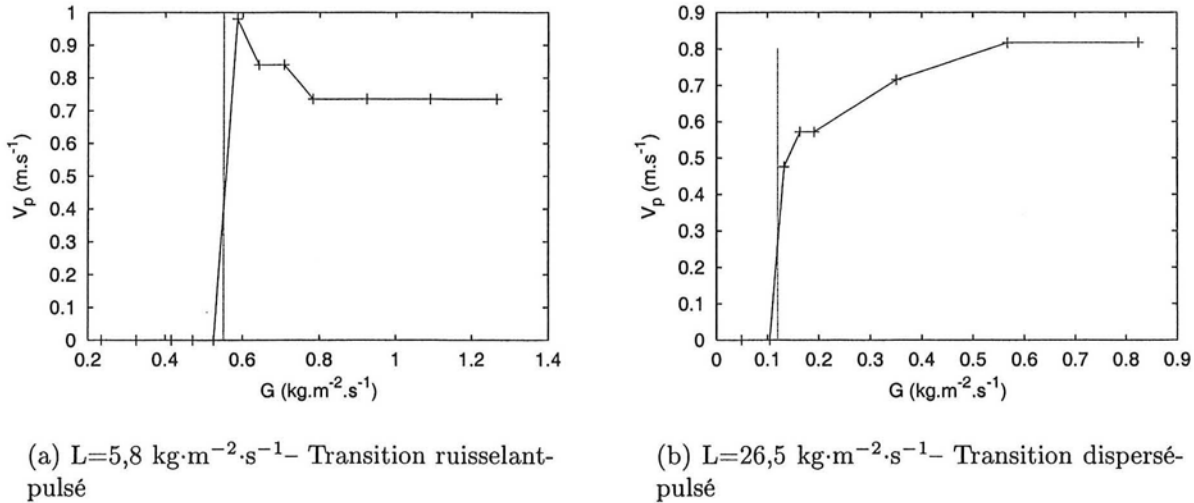 1
0.9
0.8
0.7
0.6
0.5
0.4
0.3
0.2
0.1
0
V_p (m.s⁻¹)
0.2 0.4 0.6 0.8 1 1.2 1.4
G (kg.m⁻².s⁻¹)
(a) L=5,8 kg·m⁻²·s⁻¹– Transition ruisselant-
pulsé
0.9
0.8
0.7
0.6
0.5
0.4
0.3
0.2
0.1
0
V_p (m.s⁻¹)
0 0.1 0.2 0.3 0.4 0.5 0.6 0.7 0.8 0.9
G (kg.m⁻².s⁻¹)
(b) L=26,5 kg·m⁻²·s⁻¹– Transition dispersé-
pulsé